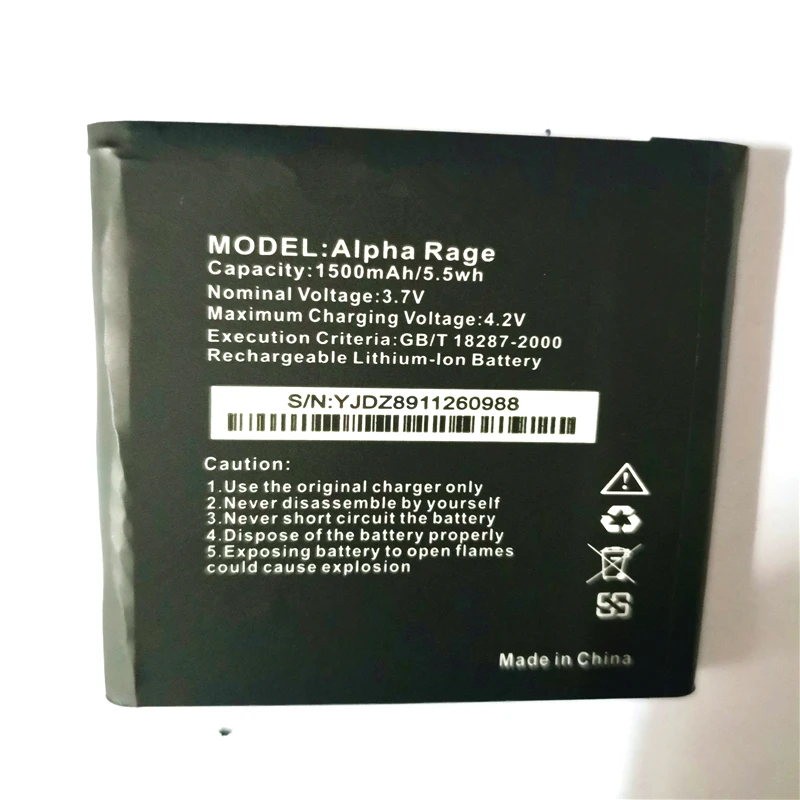 MODEL:Alpha Rage
Capacity:1500mAh/5.5wh
Nominal Voltage:3.7V
Maximum Charging Voltage:4.2V
Execution Criteria:GB/T 18287-2000
Rechargeable Lithium-Ion Battery
S/N:YJDZ8911260988
Caution:
1.Use the original charger only
2.Never disassemble by yourself
3.Never short circuit the battery
4.Dispose of the battery properly
5.Exposing battery to open flames
could cause explosion
Made in China